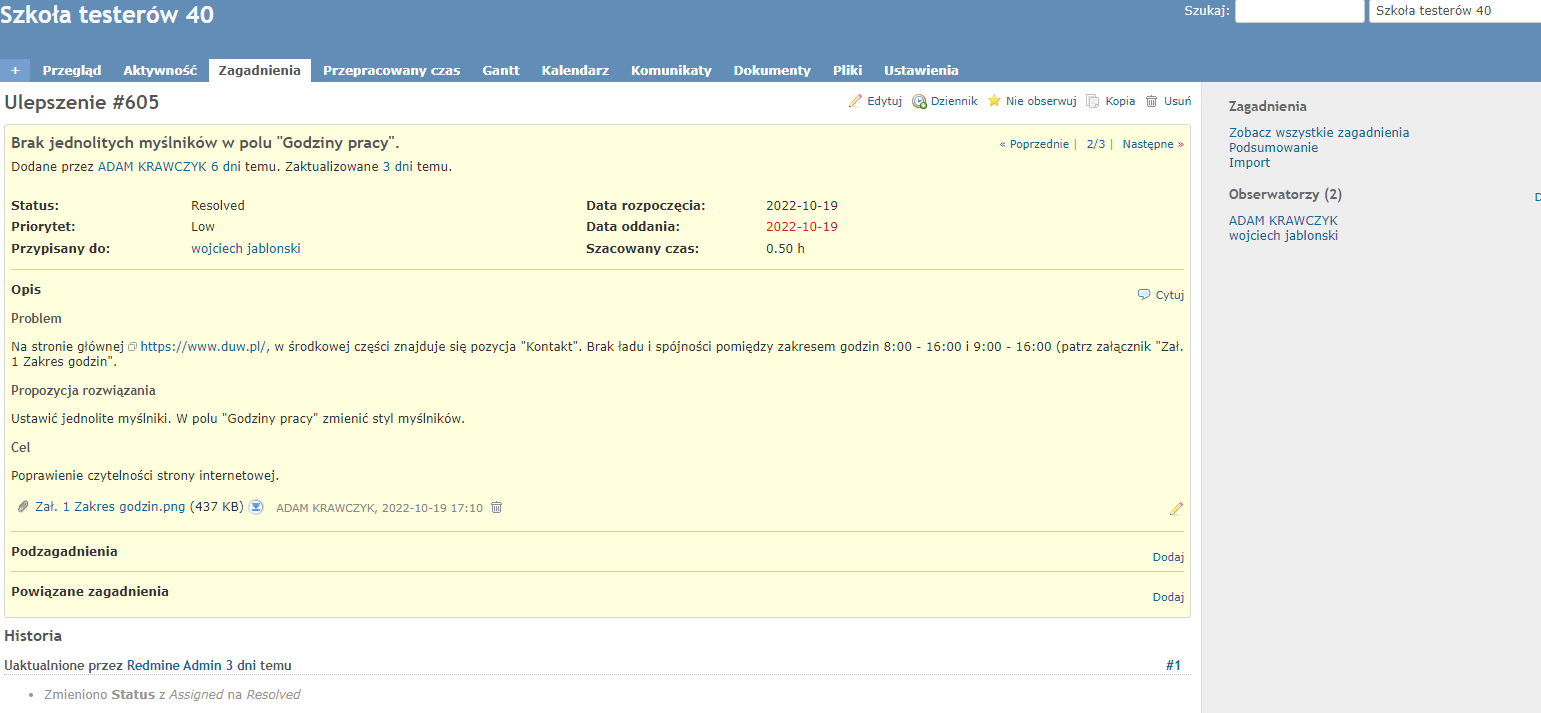 Szkoła testerów 40
Szukaj:
Szkoła testerów 40
+ Przegląd Aktywność Zagadnienia Przepracowany czas Gantt Kalendarz Komunikaty Dokumenty Pliki Ustawienia
Ulepszenie #605
Edytuj Dziennik Nie obserwuj Kopia Usuń
Brak jednolitych myślników w polu "Godziny pracy".
« Poprzednie | 2/3 | Następne »
Dodane przez ADAM KRAWCZYK 6 dni temu. Zaktualizowane 3 dni temu.
Status: Resolved Data rozpoczęcia: 2022-10-19
Priorytet: Low Data oddania: 2022-10-19
Przypisany do: wojciech jablonski Szacowany czas: 0.50 h
Opis
Cytuj
Problem
Na stronie głównej https://www.duw.pl/, w środkowej części znajduje się pozycja "Kontakt". Brak ładu i spójności pomiędzy zakresem godzin 8:00 - 16:00 i 9:00 - 16:00 (patrz załącznik "Zał.
1 Zakres godzin".
Propozycja rozwiązania
Ustawić jednolite myślniki. W polu "Godziny pracy" zmienić styl myślników.
Cel
Poprawienie czytelności strony internetowej.
Zał. 1 Zakres godzin.png (437 KB) ADAM KRAWCZYK, 2022-10-19 17:10
Podzagadnienia
Dodaj
Powiązane zagadnienia
Dodaj
Historia
Uaktualnione przez Redmine Admin 3 dni temu
#1
• Zmieniono Status z Assigned na Resolved
Zagadnienia
Zobacz wszystkie zagadnienia
Podsumowanie
Import
Obserwatorzy (2)
ADAM KRAWCZYK
wojciech jablonski